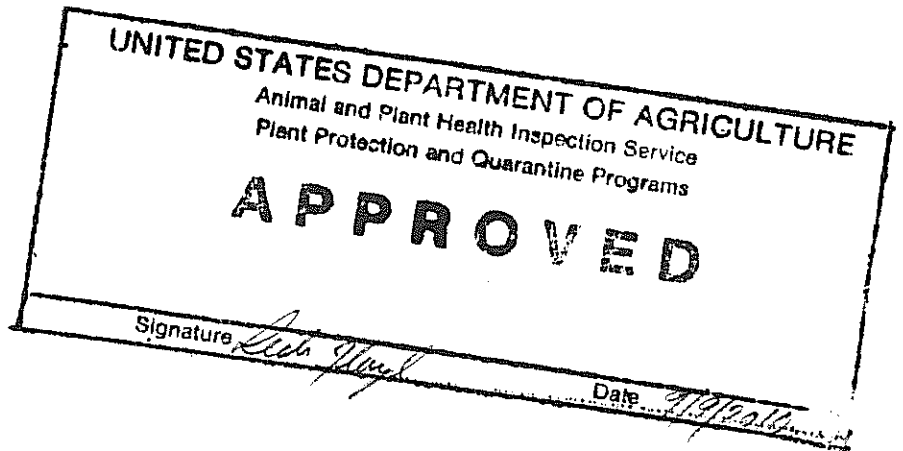 UNITED STATES DEPARTMENT OF AGRICULTURE
Animal and Plant Health Inspection Service
Plant Protection and Quarantine Programs
APPROVED
Signature
Date